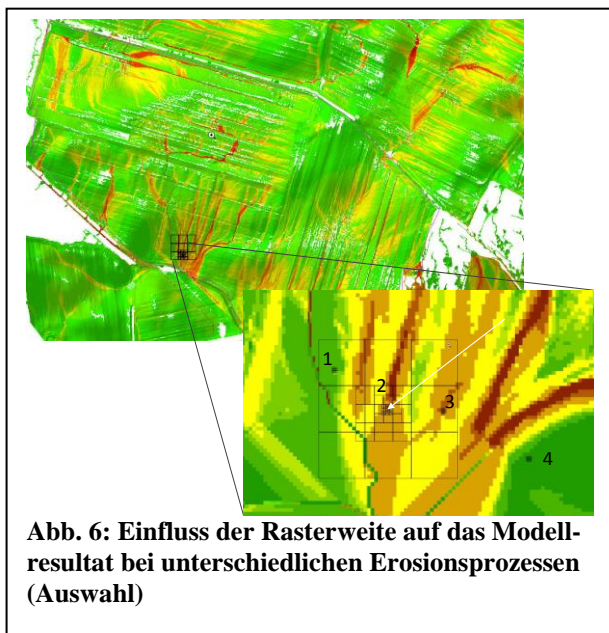 1
2
3
4
Abb. 6: Einfluss der Rasterweite auf das Modell-
resultat bei unterschiedlichen Erosionsprozessen
(Auswahl)